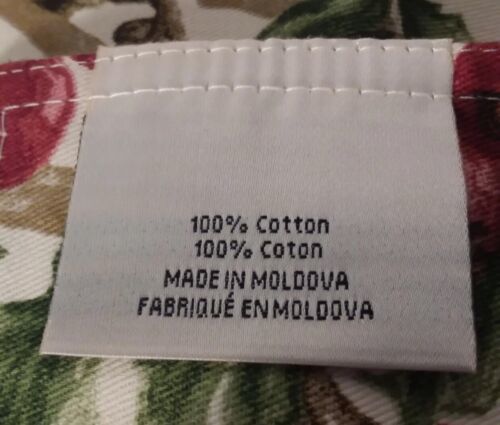 100% Cotton
100% Coton
MADE IN MOLDOVA
FABRIQUÉ EN MOLDOVA